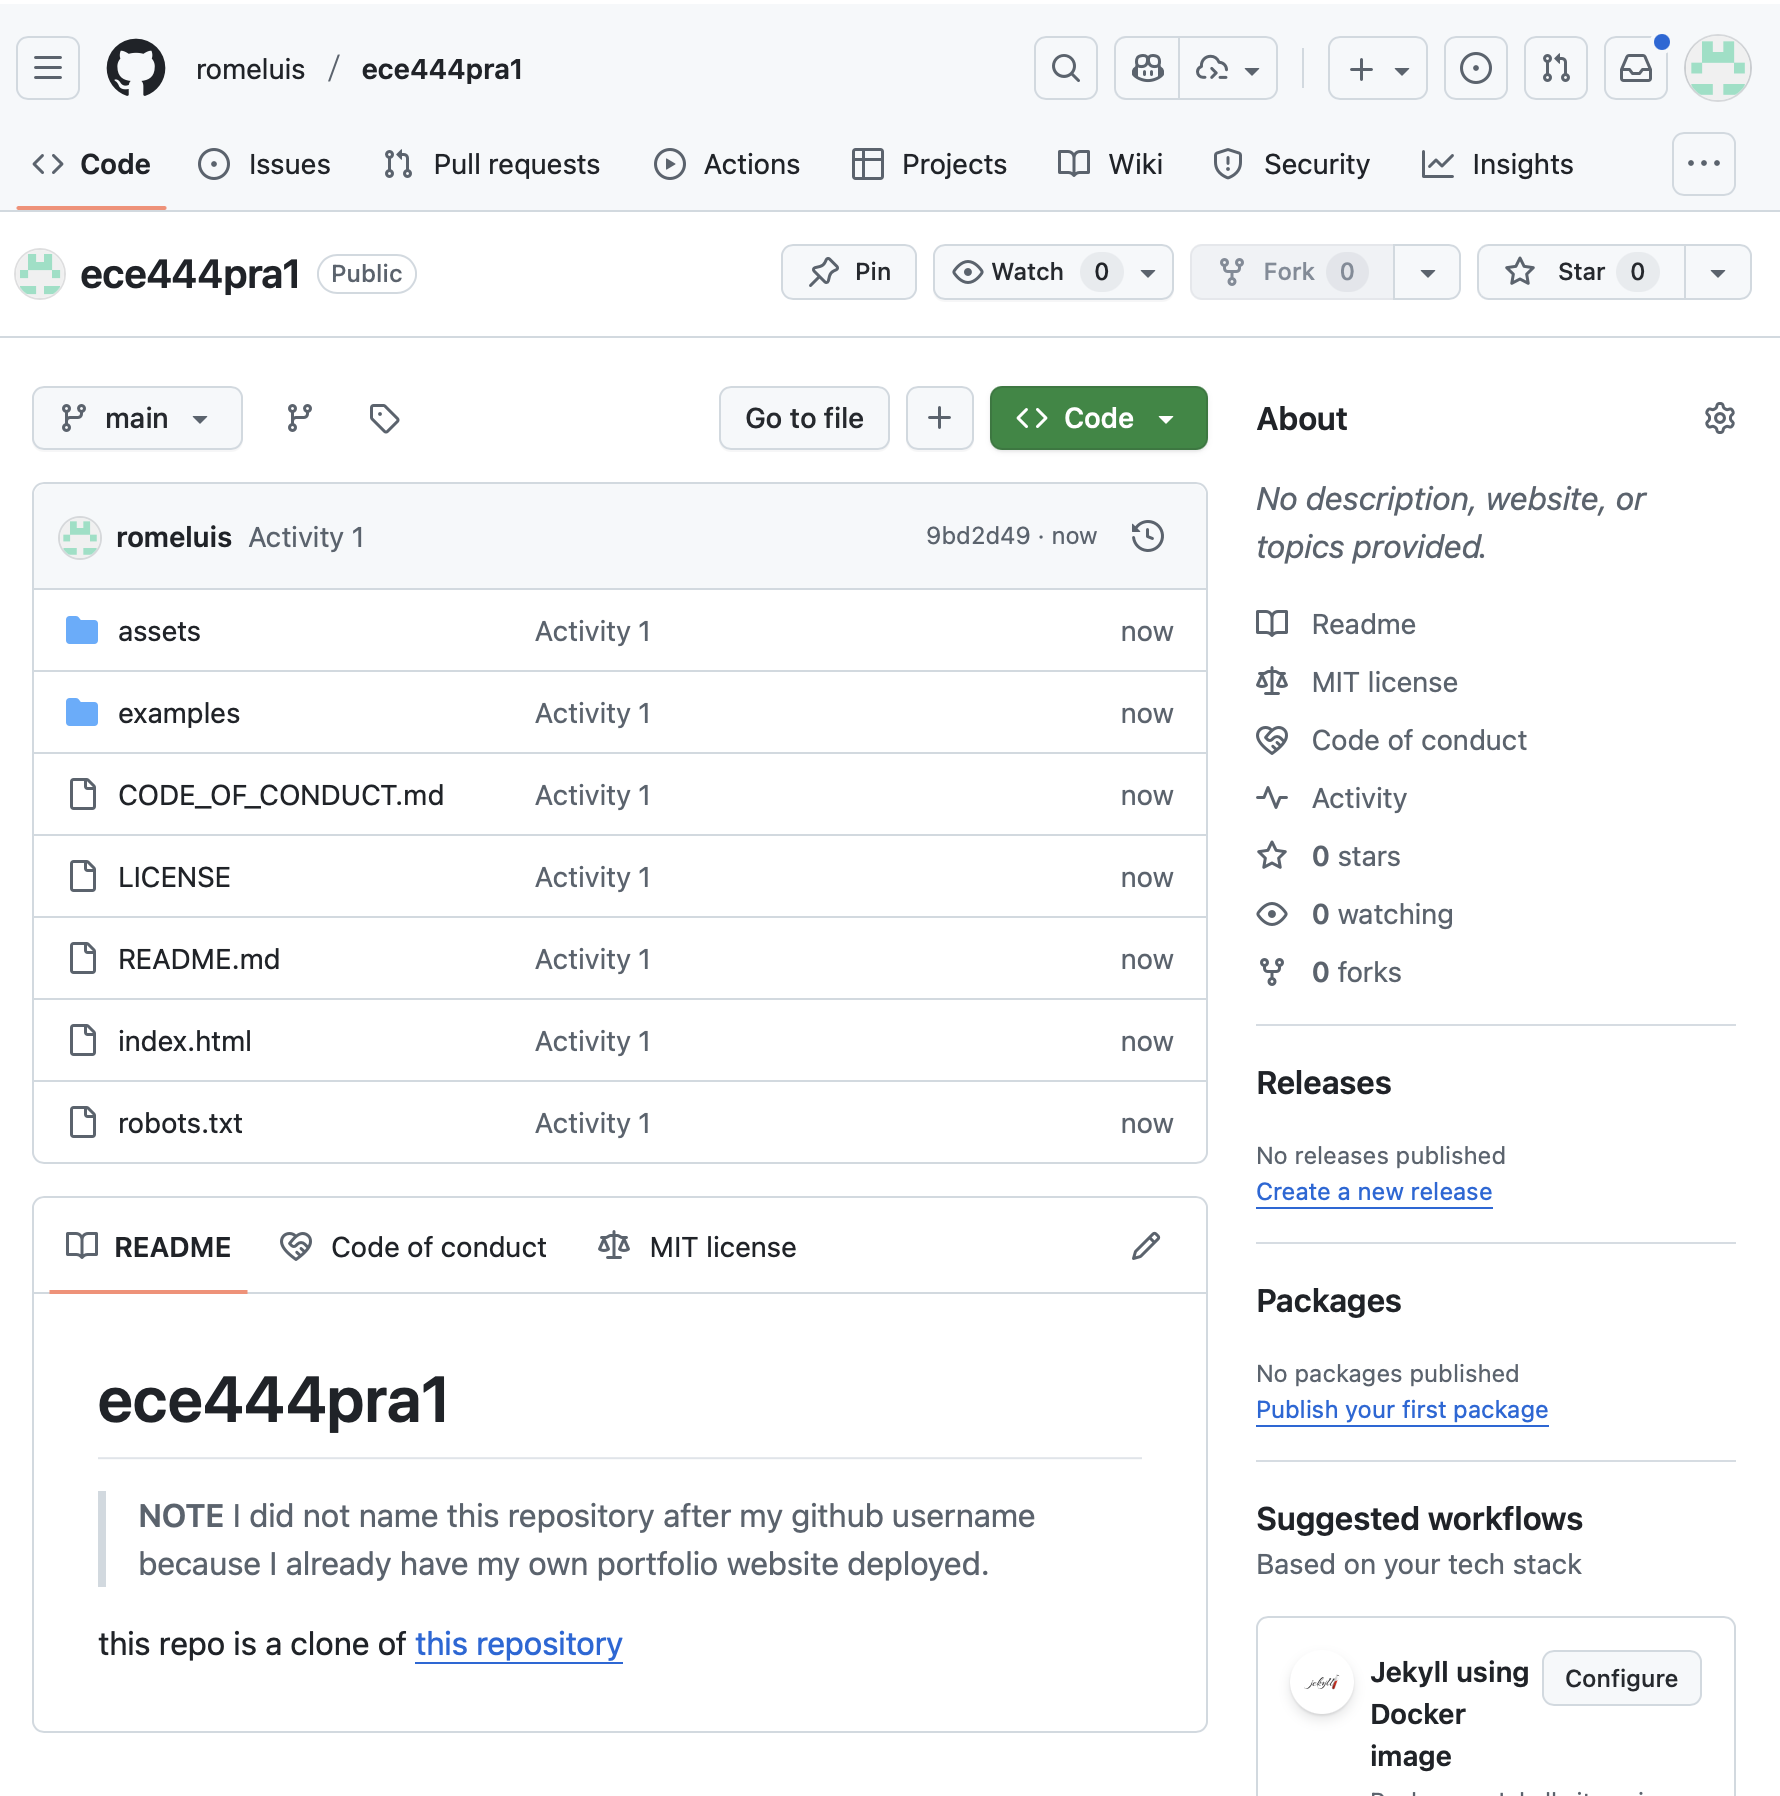 romeluis / ece444pra1
Code Issues Pull requests Actions Projects Wiki Security Insights
ece444pra1 Public Pin Watch 0 Fork 0 Star 0
main Go to file Code
romeluis Activity 1 9bd2d49 · now
assets Activity 1 now
examples Activity 1 now
CODE_OF_CONDUCT.md Activity 1 now
LICENSE Activity 1 now
README.md Activity 1 now
index.html Activity 1 now
robots.txt Activity 1 now
README Code of conduct MIT license
ece444pra1
NOTE I did not name this repository after my github username
because I already have my own portfolio website deployed.
this repo is a clone of this repository
About
No description, website, or
topics provided.
Readme
MIT license
Code of conduct
Activity
0 stars
0 watching
0 forks
Releases
No releases published
Create a new release
Packages
No packages published
Publish your first package
Suggested workflows
Based on your tech stack
jekyll
Jekyll using
Docker
image
Configure